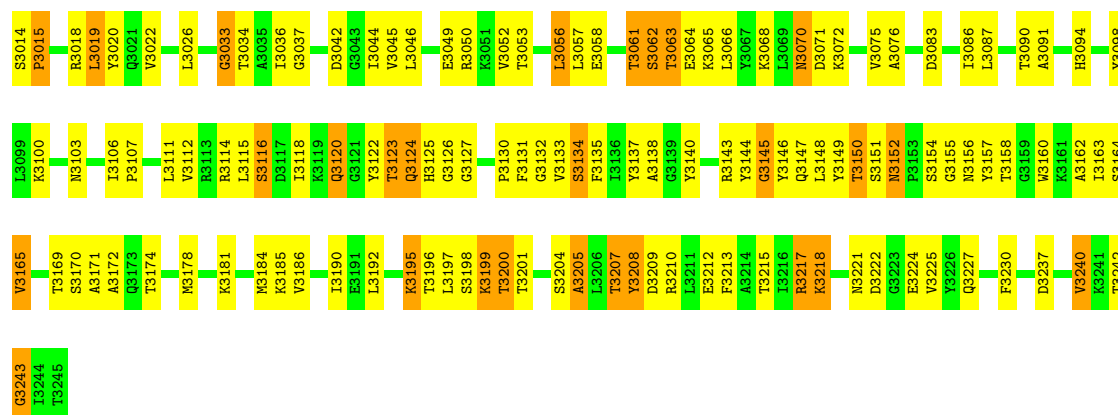 S3014 P3015 R3018 L3019 Y3020 Q3021 V3022 L3026 G3033 T3034 A3035 I3036 G3037 D3042 G3043 I3044 V3045 L3046 E3049 R3050 K3051 V3052 T3053 L3056 L3057 E3058 T3061 S3062 T3063 E3064 K3065 L3066 Y3067 K3068 L3069 N3070 D3071 K3072 V3075 A3076 D3083 I3086 L3087 T3090 A3091 H3094
L3099 K3100 N3103 I3106 P3107 L3111 V3112 R3113 R3114 L3115 S3116 D3117 I3118 K3119 Q3120 G3121 Y3122 T3123 Q3124 H3125 G3126 G3127 P3130 F3131 G3132 V3133 S3134 F3135 I3136 Y3137 A3138 G3139 Y3140 R3143 Y3144 G3145 Y3146 Q3147 L3148 Y3149 T3150 S3151 N3152 P3153 S3154 G3155 N3156 Y3157 T3158 G3159 W3160 K3161 A3162 I3163
V3165 T3169 S3170 A3171 A3172 Q3173 T3174 M3178 K3181 M3184 K3185 V3186 I3190 E3191 L3192 K3195 T3196 L3197 S3198 K3199 T3200 T3201 S3204 A3205 L3206 T3207 Y3208 D3209 R3210 L3211 E3212 F3213 A3214 T3215 I3216 R3217 K3218 N3221 D3222 G3223 E3224 V3225 Y3226 Q3227 F3230 D3237 V3240 K3241 T3242
G3243 I3244 T3245